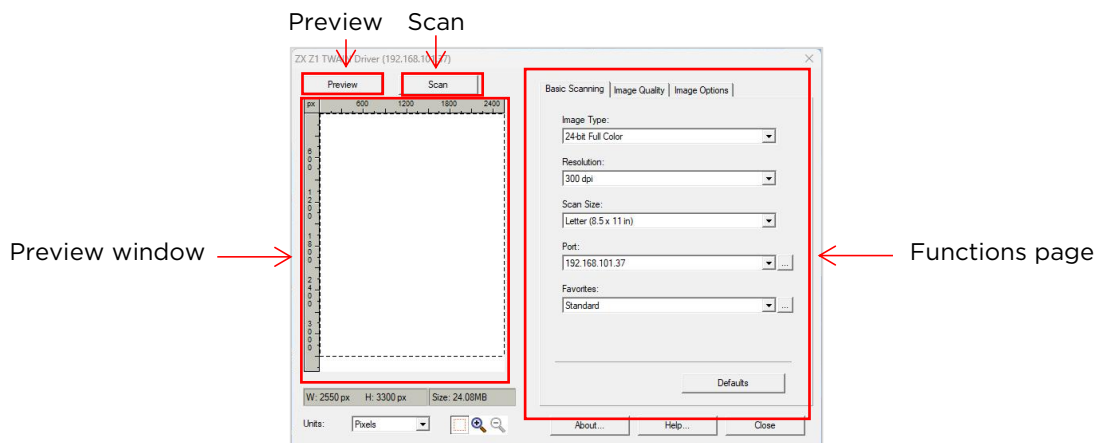 Preview Scan
ZX Z1 TWAIN Driver (192.168.101.37)
Preview Scan
px 600 1200 1800 2400
600
1200
1800
2400
3000
Preview window
W: 2550 px H: 3300 px Size: 24.08MB
Units: Pixels
Basic Scanning Image Quality Image Options
Image Type:
24-bit Full Color
Resolution:
300 dpi
Scan Size:
Letter (8.5 x 11 in)
Port:
192.168.101.37 ...
Favorites:
Standard ...
Defaults
About... Help... Close
Functions page